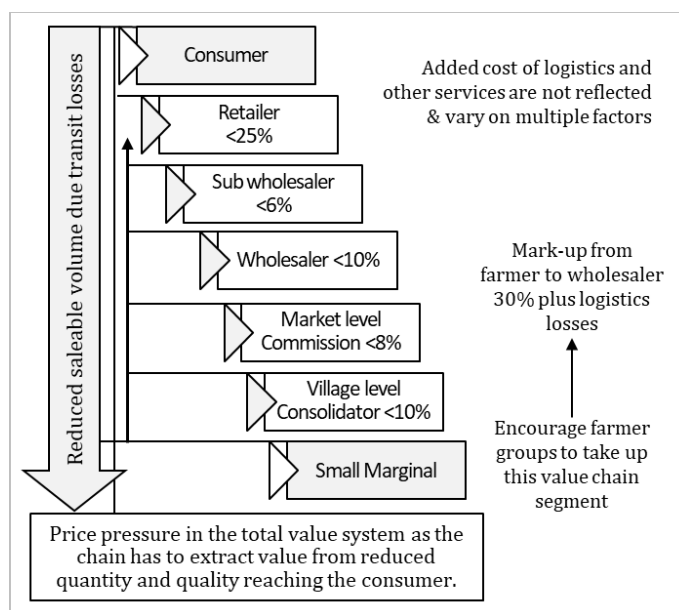 Reduced saleable volume due transit losses
Consumer
Retailer
<25%
Sub wholesaler
<6%
Wholesaler <10%
Market level
Commission <8%
Village level
Consolidator <10%
Small Marginal
Added cost of logistics and
other services are not reflected
& vary on multiple factors
Mark-up from
farmer to wholesaler
30% plus logistics
losses
Encourage farmer
groups to take up
this value chain
segment
Price pressure in the total value system as the
chain has to extract value from reduced
quantity and quality reaching the consumer.